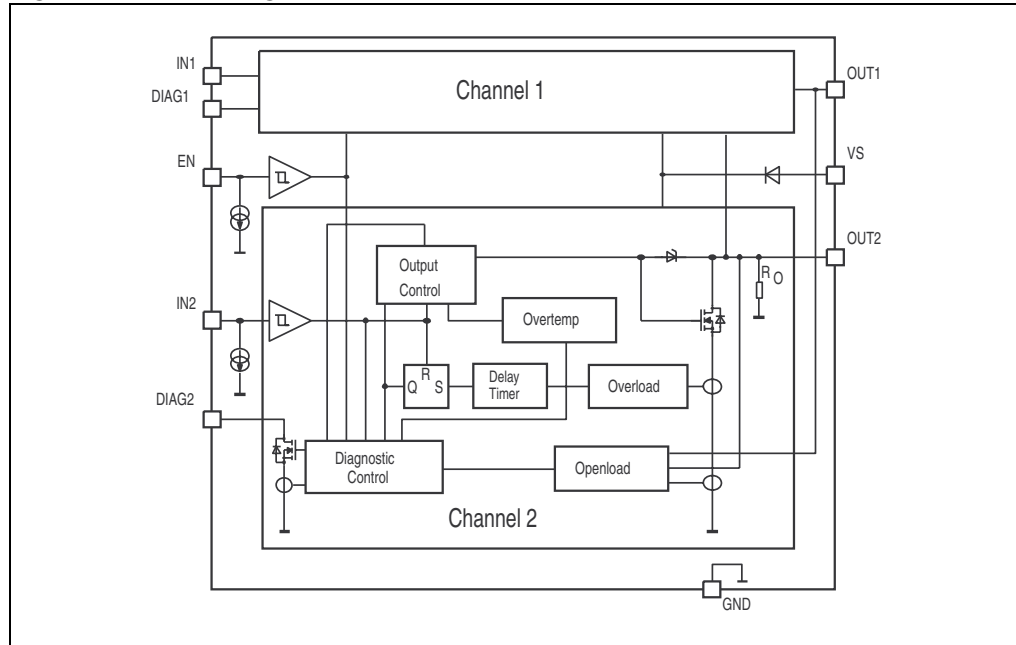 IN1
OUT1
Channel 1
DIAG1
EN
VS
OUT2
Output
Control
R O
IN2
Overtemp
R
Q S
Delay
Timer
Overload
DIAG2
Diagnostic
Control
Openload
Channel 2
GND